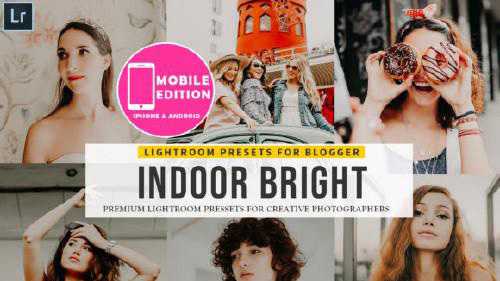 Lr
MOBILE
EDITION
IPHONE & ANDROID
LIGHTROOM PRESETS FOR BLOGGER
INDOOR BRIGHT
PREMIUM LIGHTROOM PRESSETS FOR CREATIVE PHOTOGRAPHERS